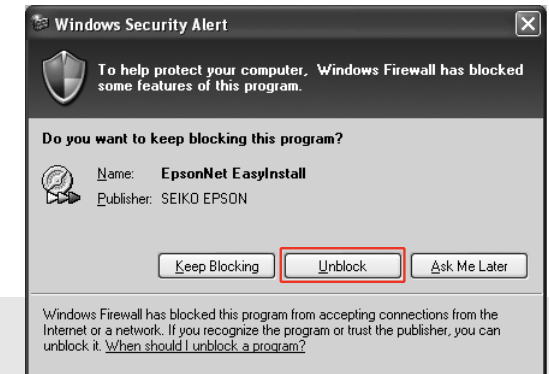 Windows Security Alert
To help protect your computer, Windows Firewall has blocked
some features of this program.
Do you want to keep blocking this program?
Name: EpsonNet EasyInstall
Publisher: SEIKO EPSON
Keep Blocking Unblock Ask Me Later
Windows Firewall has blocked this program from accepting connections from the
Internet or a network. If you recognize the program or trust the publisher, you can
unblock it. When should I unblock a program?